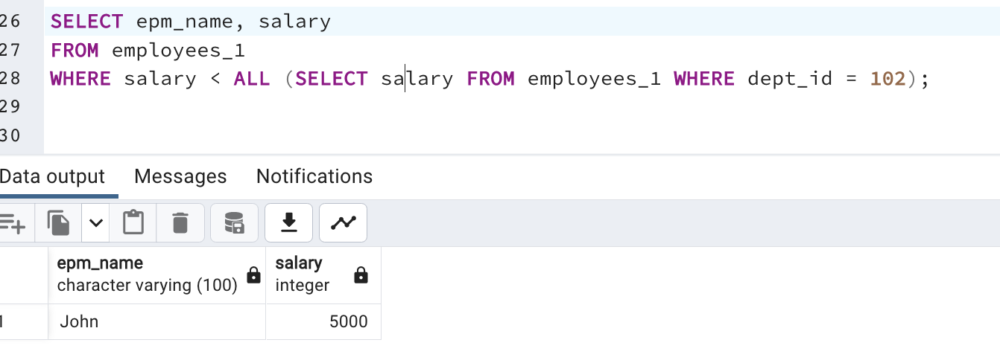 26 SELECT epm_name, salary
27 FROM employees_1
28 WHERE salary < ALL (SELECT salary FROM employees_1 WHERE dept_id = 102);
29
30
Data output Messages Notifications
epm_name salary
character varying (100) integer
1 John 5000